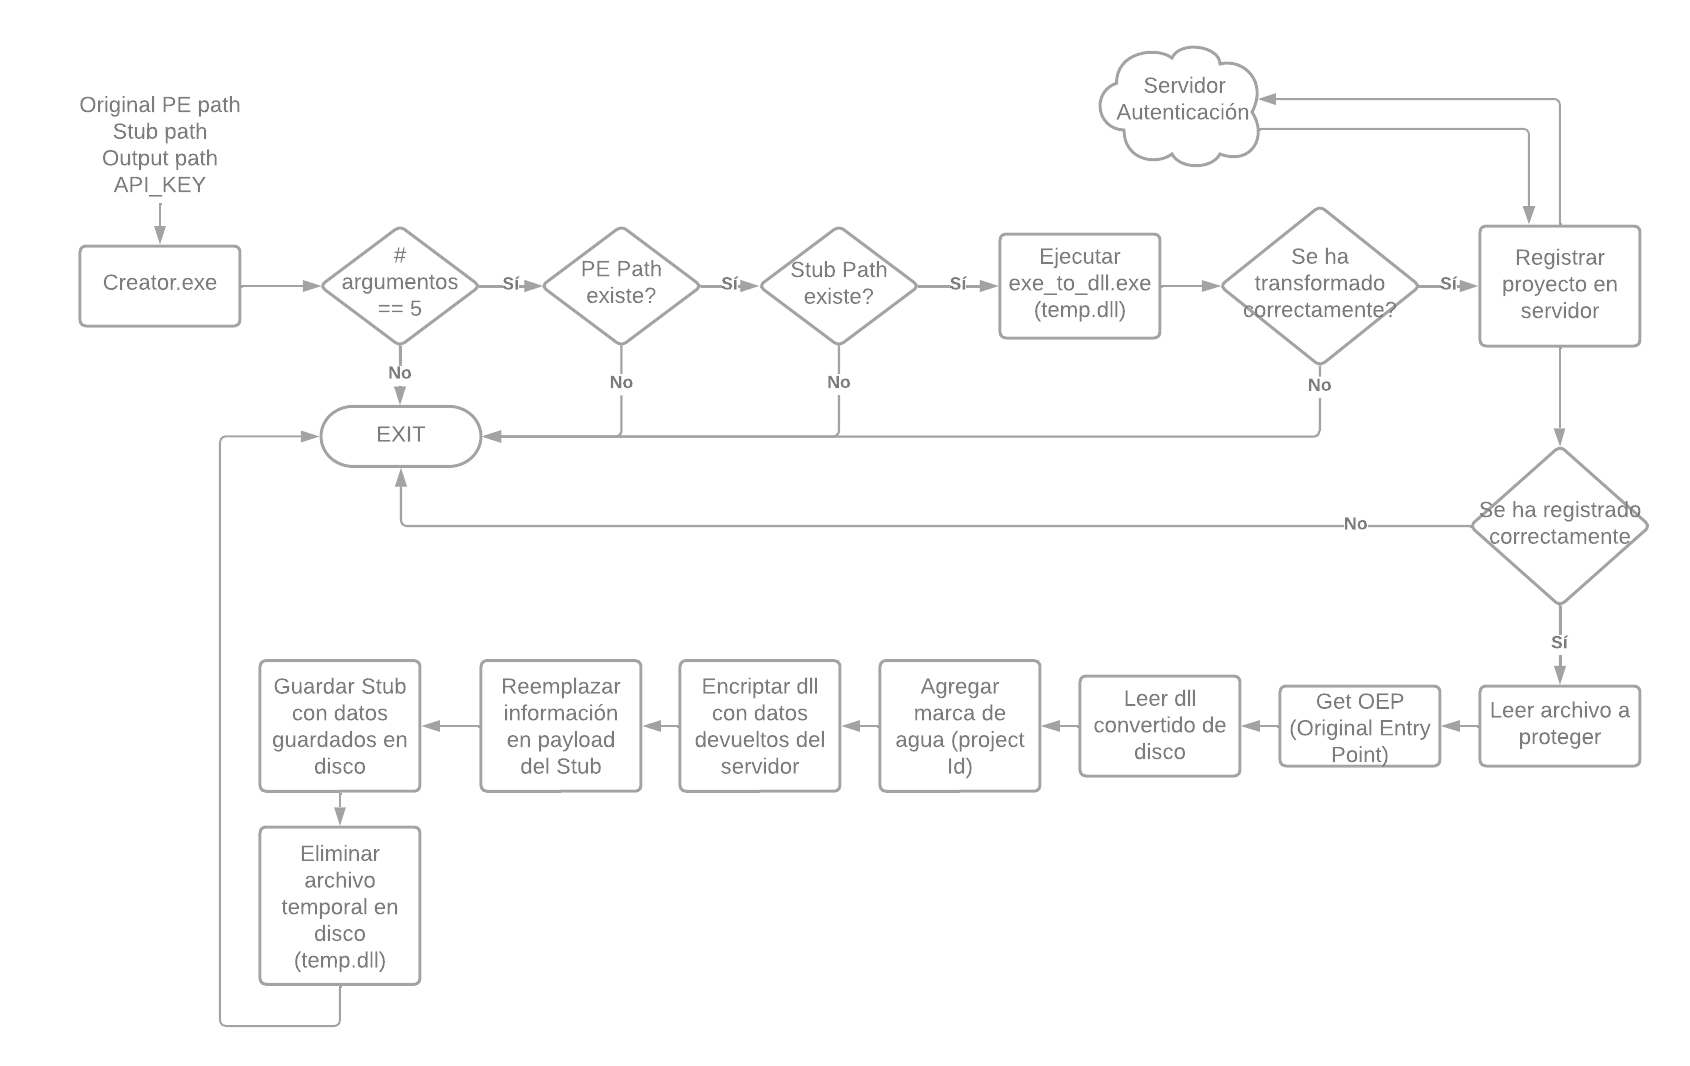 Servidor
Autenticación
Original PE path
Stub path
Output path
API_KEY
Creator.exe
#
argumentos
== 5
Sí
PE Path
existe?
Sí
Stub Path
existe?
Sí
Ejecutar
exe_to_dll.exe
(temp.dll)
Se ha
transformado
correctamente?
Sí
Registrar
proyecto en
servidor
No
No
No
No
EXIT
Se ha registrado
correctamente
No
Sí
Leer archivo a
proteger
Get OEP
(Original Entry
Point)
Leer dll
convertido de
disco
Agregar
marca de
agua (project
Id)
Encriptar dll
con datos
devueltos del
servidor
Reemplazar
información
en payload
del Stub
Guardar Stub
con datos
guardados en
disco
Eliminar
archivo
temporal en
disco
(temp.dll)